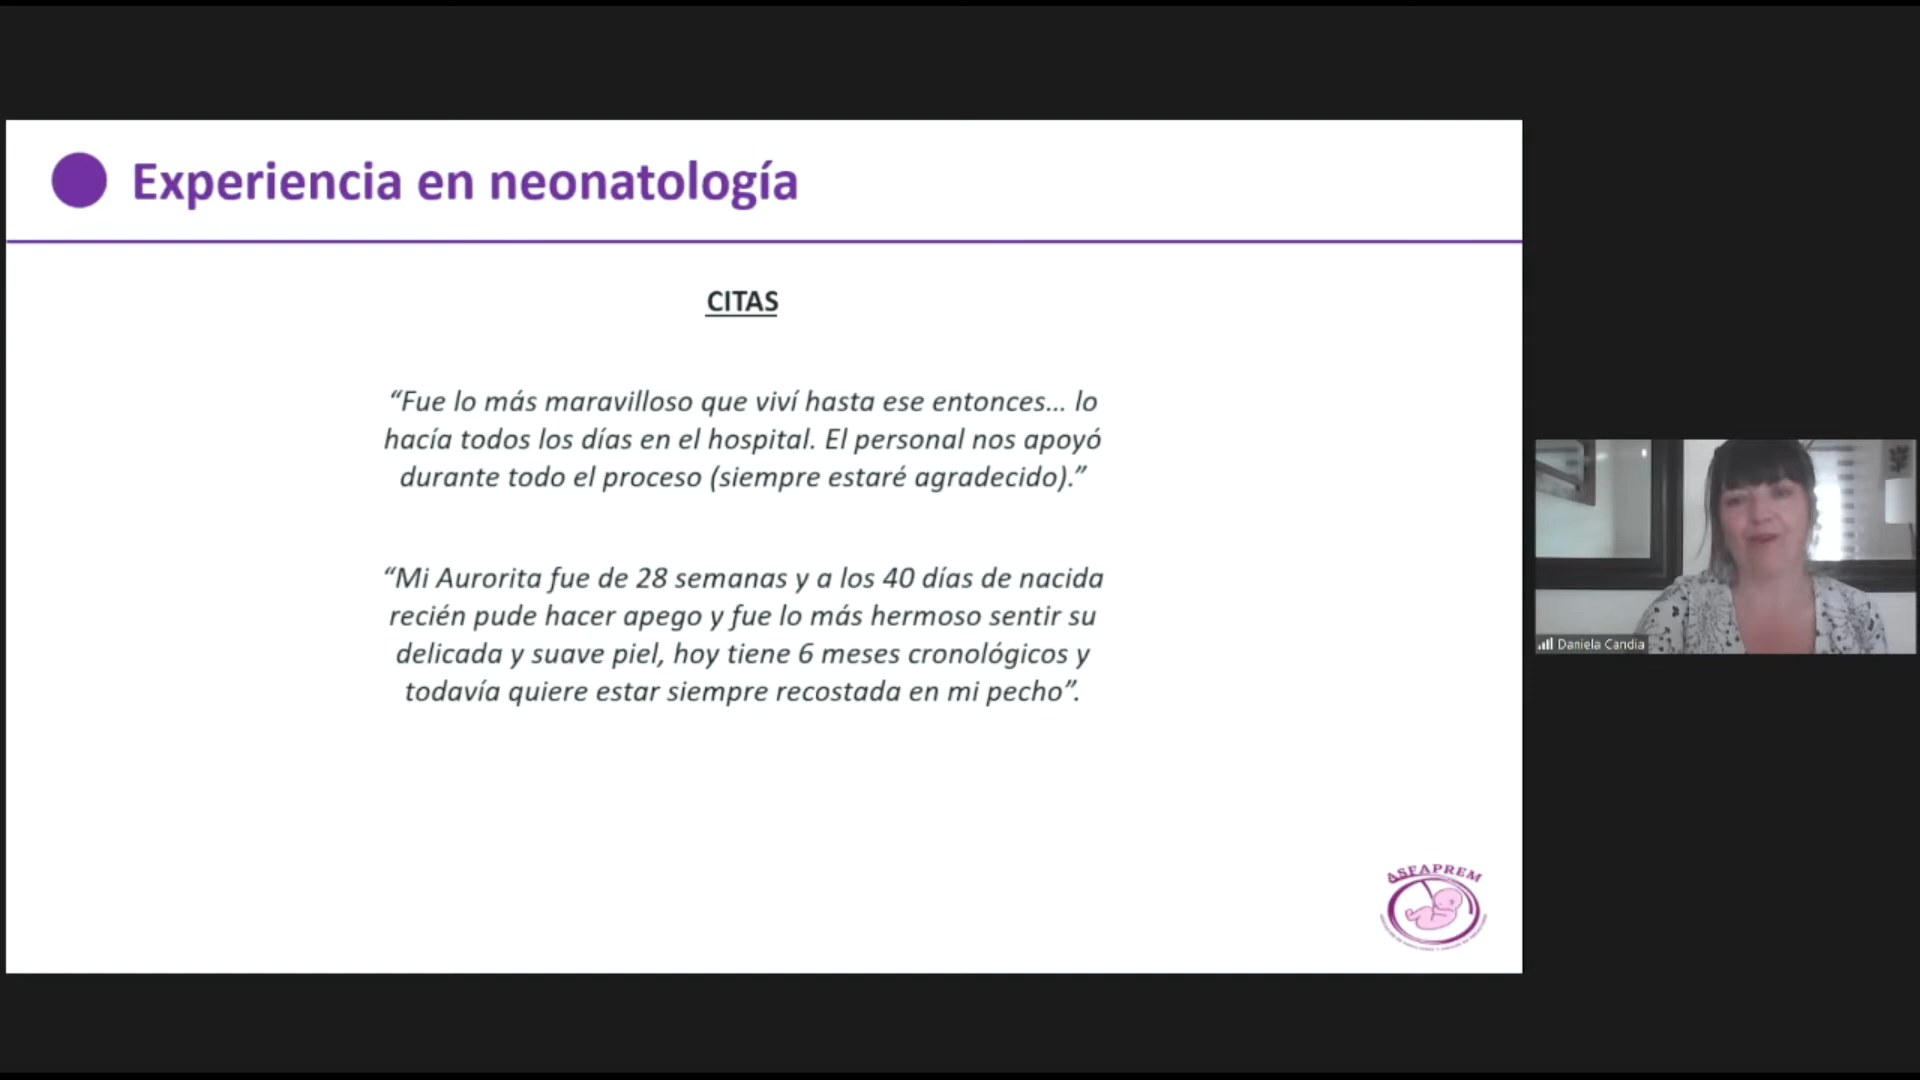 Experiencia en neonatología
CITAS
“Fue lo más maravilloso que viví hasta ese entonces... lo
hacía todos los días en el hospital. El personal nos apoyó
durante todo el proceso (siempre estaré agradecido).”
“Mi Aurorita fue de 28 semanas y a los 40 días de nacida
recién pude hacer apego y fue lo más hermoso sentir su
delicada y suave piel, hoy tiene 6 meses cronológicos y
todavía quiere estar siempre recostada en mi pecho”.
Daniela Candia
ASFAPREM